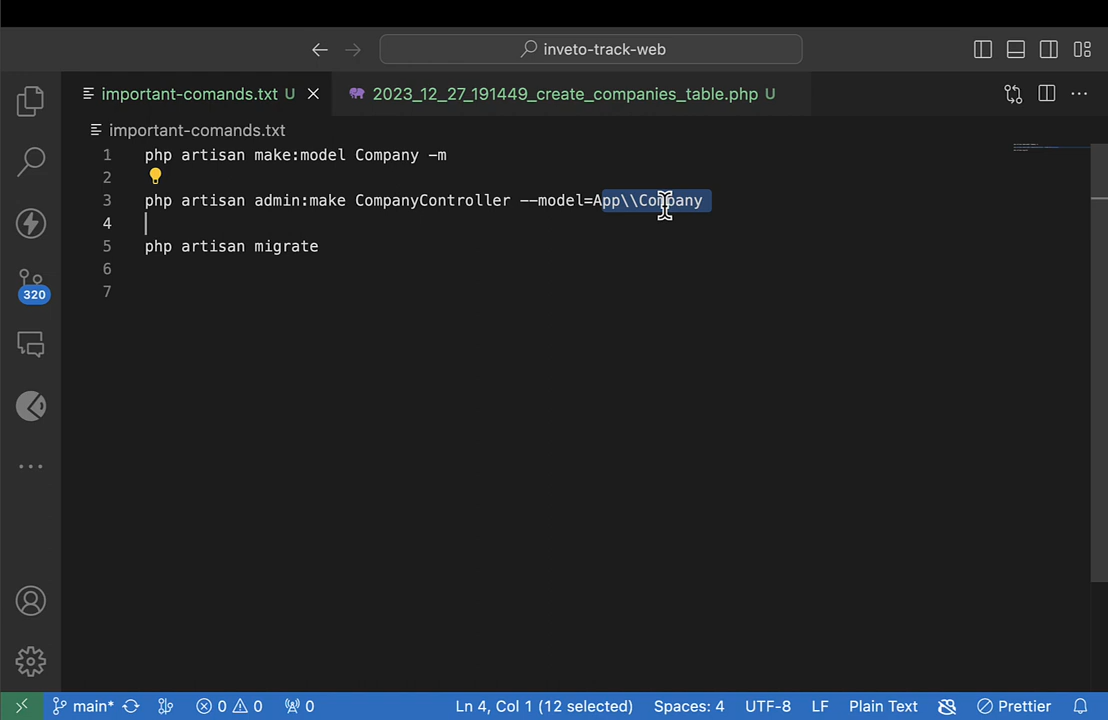 inveto-track-web
important-comands.txt U
2023_12_27_191449_create_companies_table.php U
important-comands.txt
1 php artisan make:model Company -m
2
3 php artisan admin:make CompanyController --model=App\\Company
4
5 php artisan migrate
6
7
320
main* 0 0 0 Ln 4, Col 1 (12 selected) Spaces: 4 UTF-8 LF Plain Text Prettier